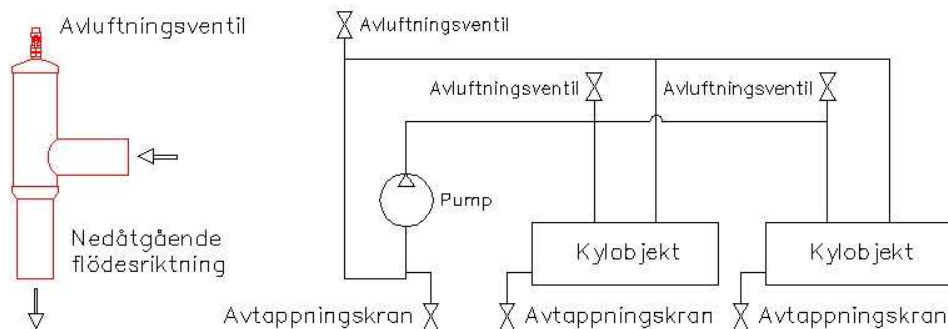 Avluftningsventil
Nedåtgående
flödesriktning
Avluftningsventil
Avluftningsventil
Avluftningsventil
Pump
Kylobjekt
Kylobjekt
Avtappningskran
Avtappningskran
Avtappningskran